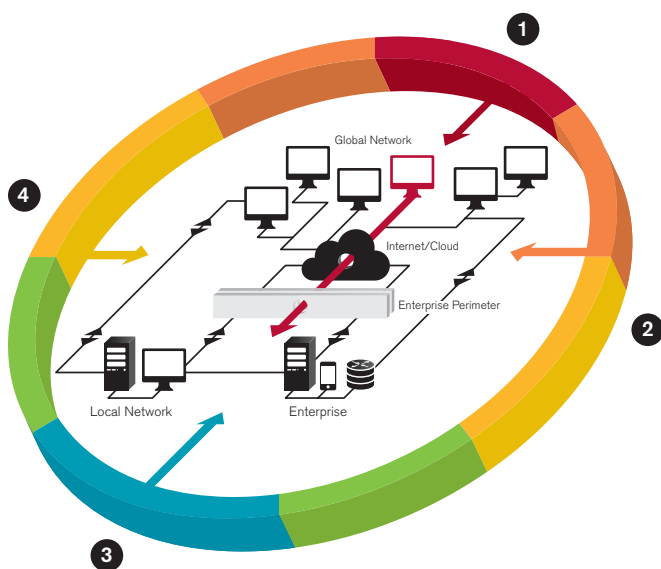 1
Global Network
4
Internet/Cloud
Enterprise Perimeter
2
Local Network
Enterprise
3